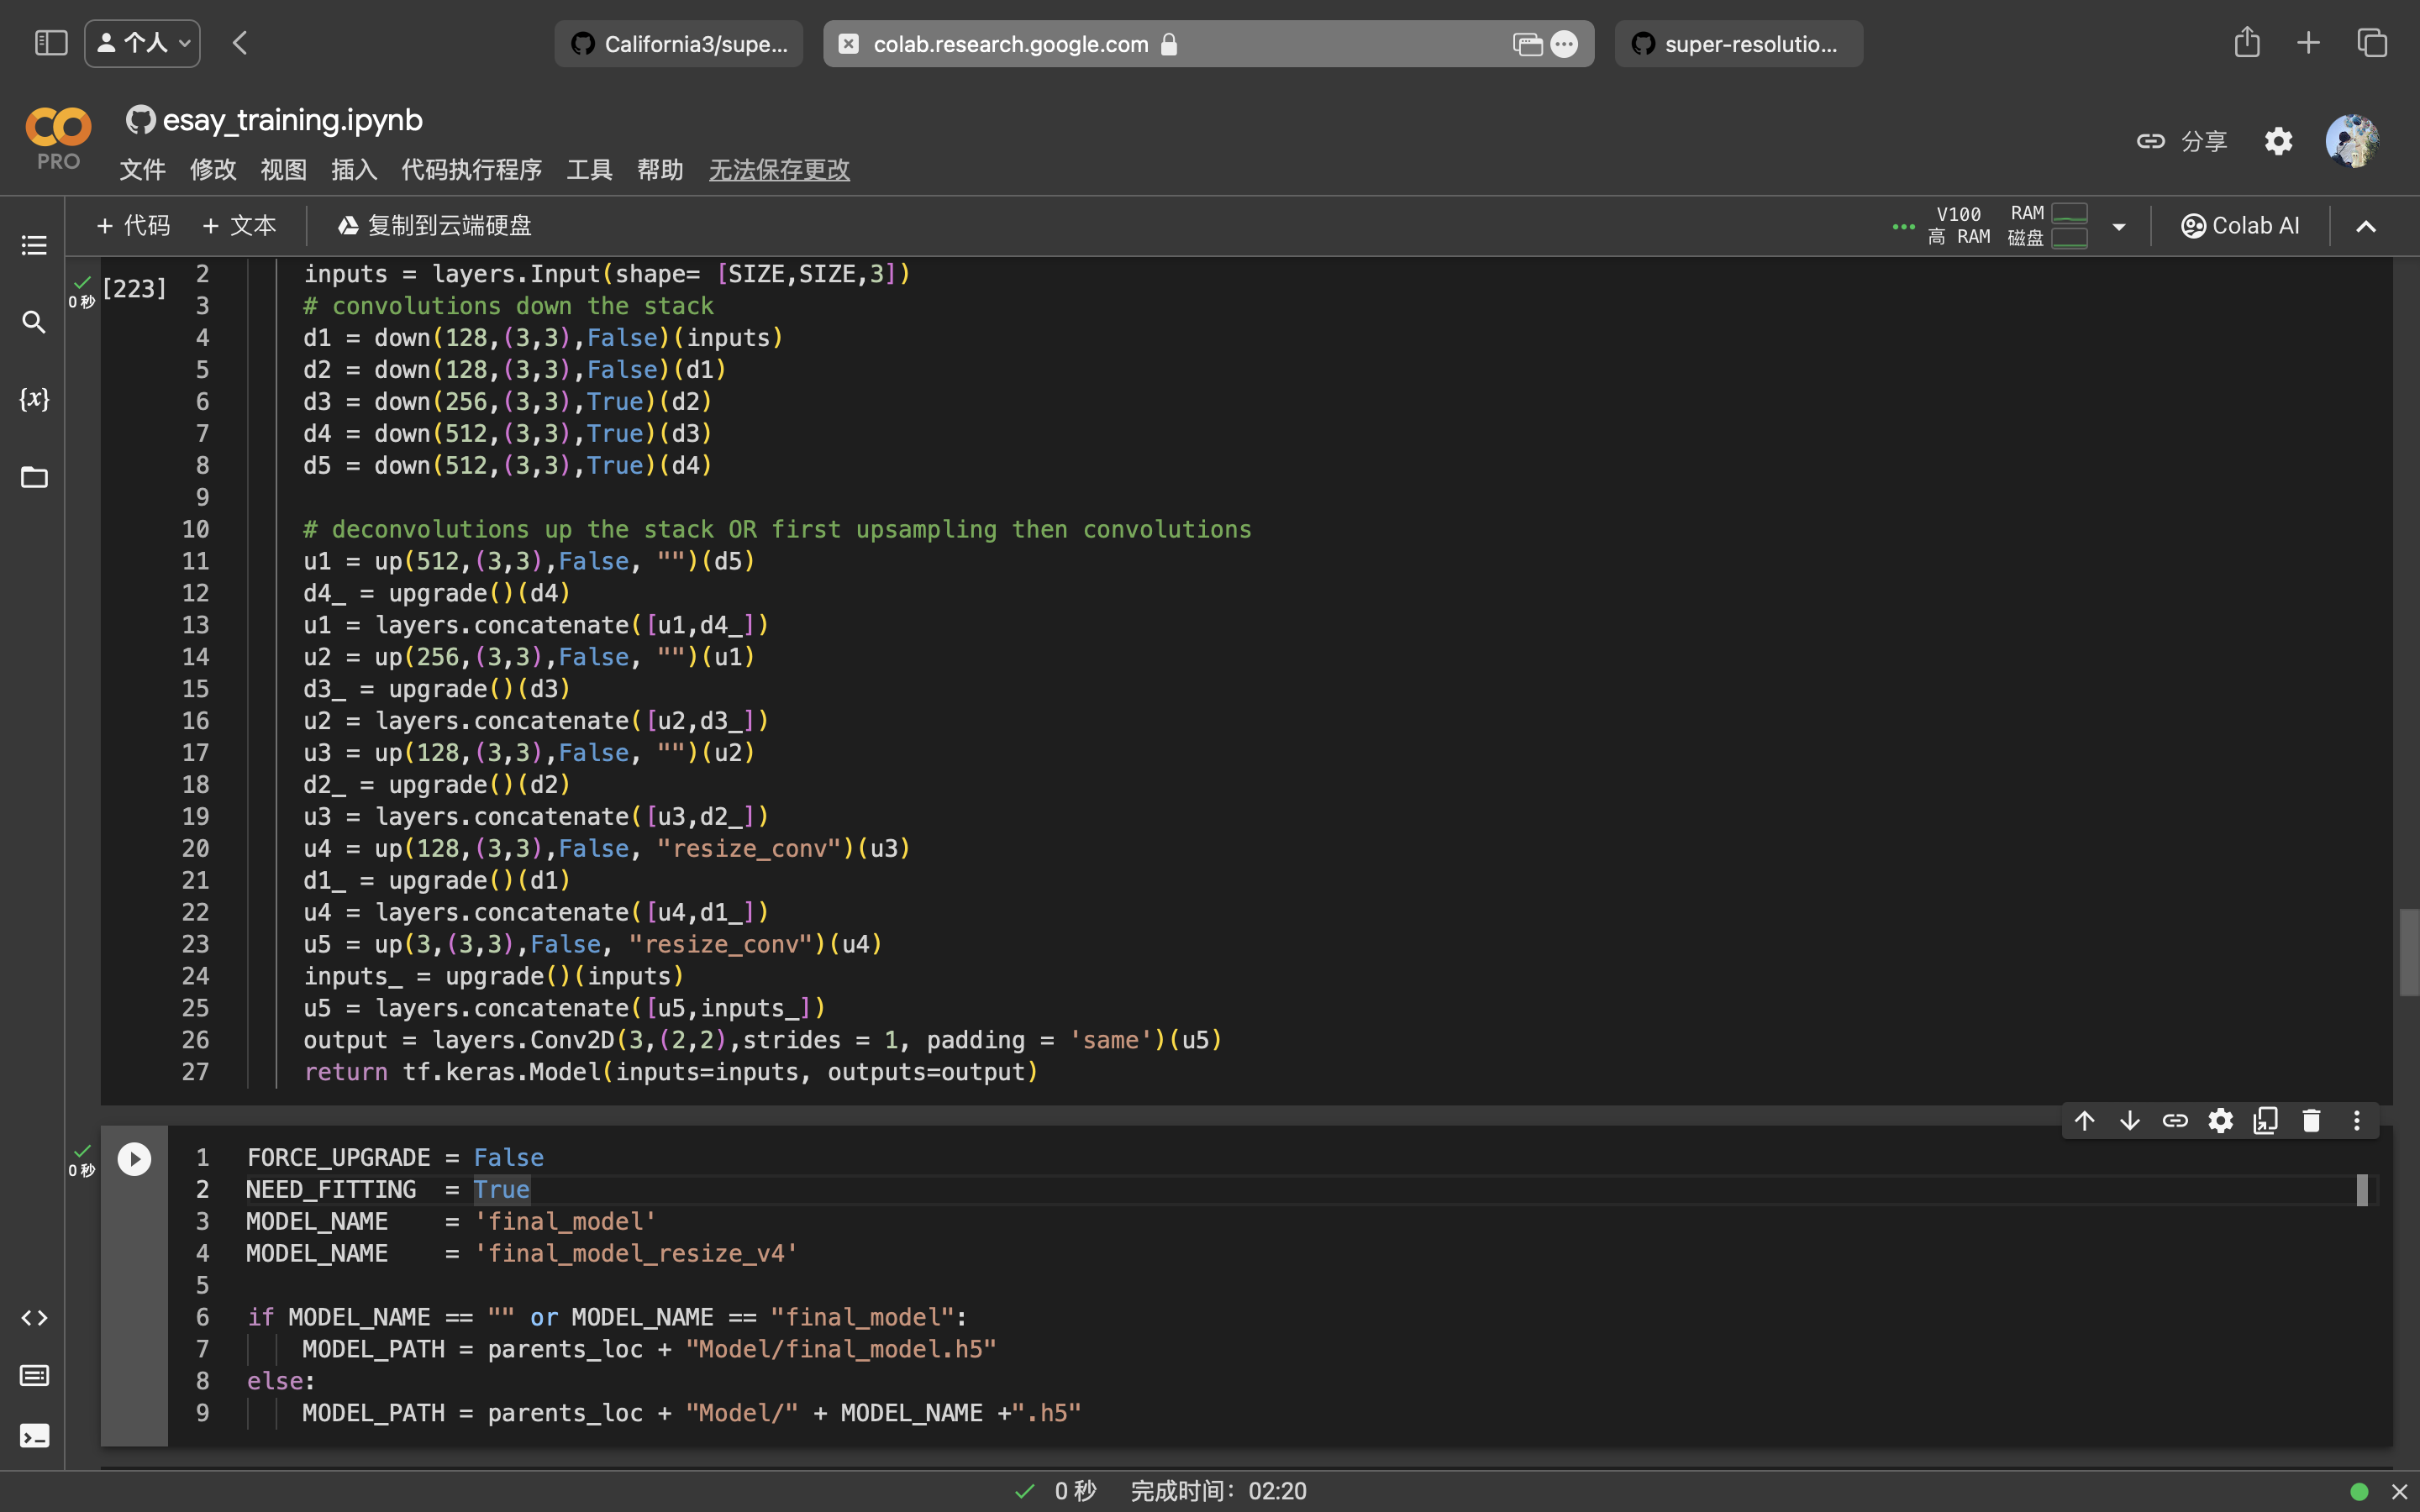 个人
California3/supe...
colab.research.google.com
super-resolutio...
PRO
esay_training.ipynb
文件 修改 视图 插入 代码执行程序 工具 帮助 无法保存更改
分享
+ 代码 + 文本 复制到云端硬盘
V100 RAM
高 RAM 磁盘
Colab AI
0 秒
[223]
2 inputs = layers.Input(shape= [SIZE,SIZE,3])
3 # convolutions down the stack
4 d1 = down(128,(3,3),False)(inputs)
5 d2 = down(128,(3,3),False)(d1)
6 d3 = down(256,(3,3),True)(d2)
7 d4 = down(512,(3,3),True)(d3)
8 d5 = down(512,(3,3),True)(d4)
9
10 # deconvolutions up the stack OR first upsampling then convolutions
11 u1 = up(512,(3,3),False, "")(d5)
12 d4_ = upgrade()(d4)
13 u1 = layers.concatenate([u1,d4_])
14 u2 = up(256,(3,3),False, "")(u1)
15 d3_ = upgrade()(d3)
16 u2 = layers.concatenate([u2,d3_])
17 u3 = up(128,(3,3),False, "")(u2)
18 d2_ = upgrade()(d2)
19 u3 = layers.concatenate([u3,d2_])
20 u4 = up(128,(3,3),False, "resize_conv")(u3)
21 d1_ = upgrade()(d1)
22 u4 = layers.concatenate([u4,d1_])
23 u5 = up(3,(3,3),False, "resize_conv")(u4)
24 inputs_ = upgrade()(inputs)
25 u5 = layers.concatenate([u5,inputs_])
26 output = layers.Conv2D(3,(2,2),strides = 1, padding = 'same')(u5)
27 return tf.keras.Model(inputs=inputs, outputs=output)
0 秒
1 FORCE_UPGRADE = False
2 NEED_FITTING  = True
3 MODEL_NAME    = 'final_model'
4 MODEL_NAME    = 'final_model_resize_v4'
5
6 if MODEL_NAME == "" or MODEL_NAME == "final_model":
7 MODEL_PATH = parents_loc + "Model/final_model.h5"
8 else:
9 MODEL_PATH = parents_loc + "Model/" + MODEL_NAME +".h5"
0 秒 完成时间：02:20